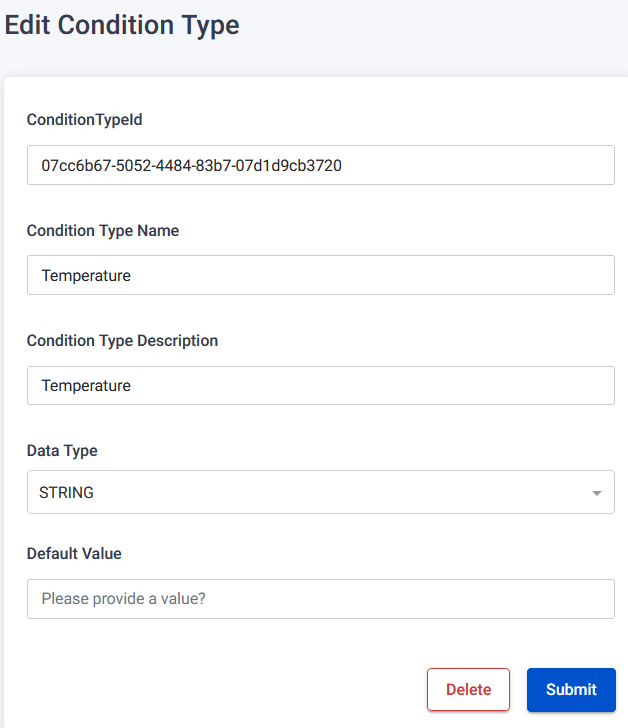 Edit Condition Type
ConditionTypeId
07cc6b67-5052-4484-83b7-07d1d9cb3720
Condition Type Name
Temperature
Condition Type Description
Temperature
Data Type
STRING
Default Value
Please provide a value?
Delete
Submit